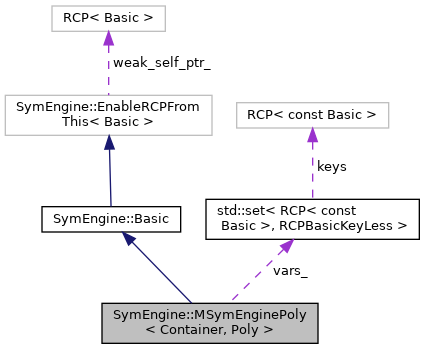 RCP< Basic >
weak_self_ptr_
SymEngine::EnableRCPFrom
This< Basic >
RCP< const Basic >
keys
SymEngine::Basic
std::set< RCP< const
Basic >, RCPBasicKeyLess >
vars_
SymEngine::MSymEnginePoly
< Container, Poly >